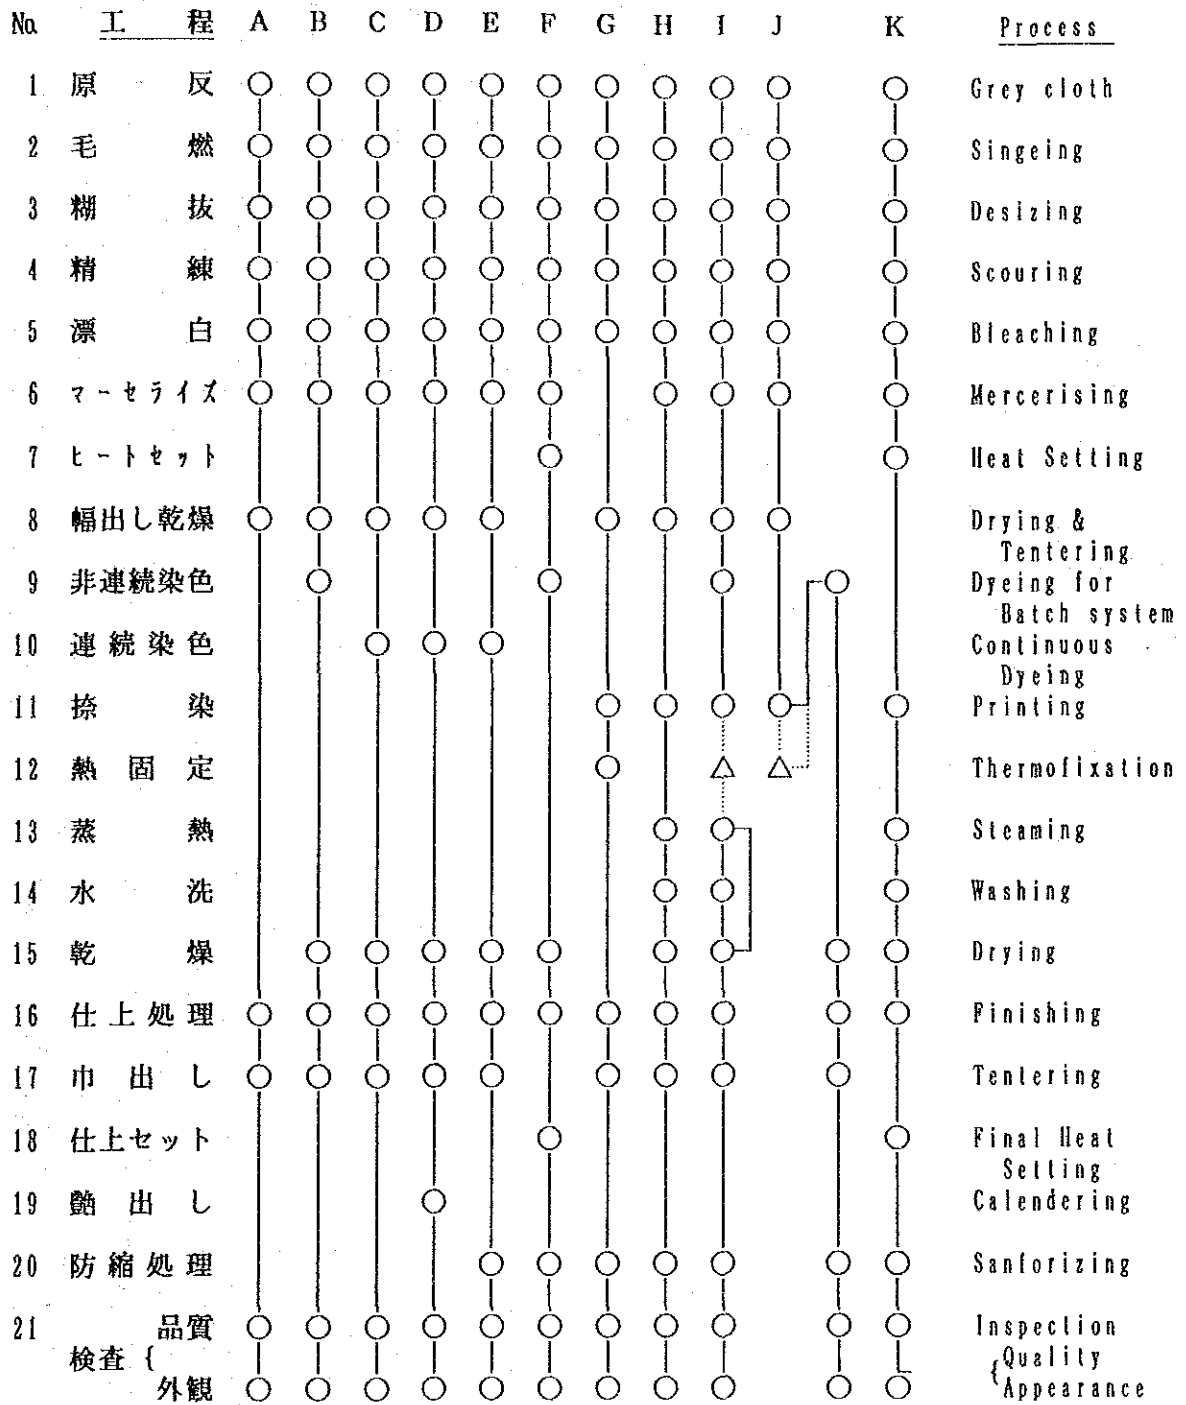 No. 工程 A B C D E F G H I J K Process
1 原反 Grey cloth
2 毛燃 Singeing
3 糊抜 Desizing
4 精練 Scouring
5 漂白 Bleaching
6 マーセライズ Mercerising
7 ヒートセット Heat Setting
8 幅出し乾燥 Drying &
Tentering
9 非連続染色 Dyeing for
Batch system
10 連続染色 Continuous
Dyeing
11 捺染 Printing
12 熱固定 Thermofixation
13 蒸熱 Steaming
14 水洗 Washing
15 乾燥 Drying
16 仕上処理 Finishing
17 巾出し Tentering
18 仕上セット Final Heat
Setting
19 艶出し Calendering
20 防縮処理 Sanforizing
21 品質 Inspection
検査 { { Quality
外観 Appearance